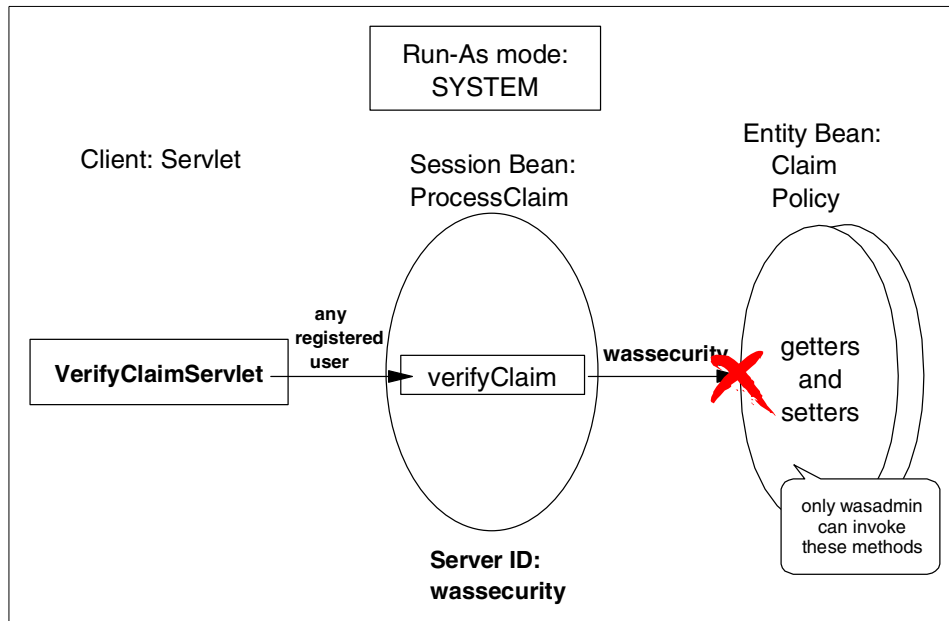 Run-As mode:
SYSTEM
Client: Servlet
Session Bean:
ProcessClaim
Entity Bean:
Claim
Policy
VerifyClaimServlet
any
registered
user
verifyClaim
wassecurity
getters
and
setters
only wasadmin
can invoke
these methods
Server ID:
wassecurity